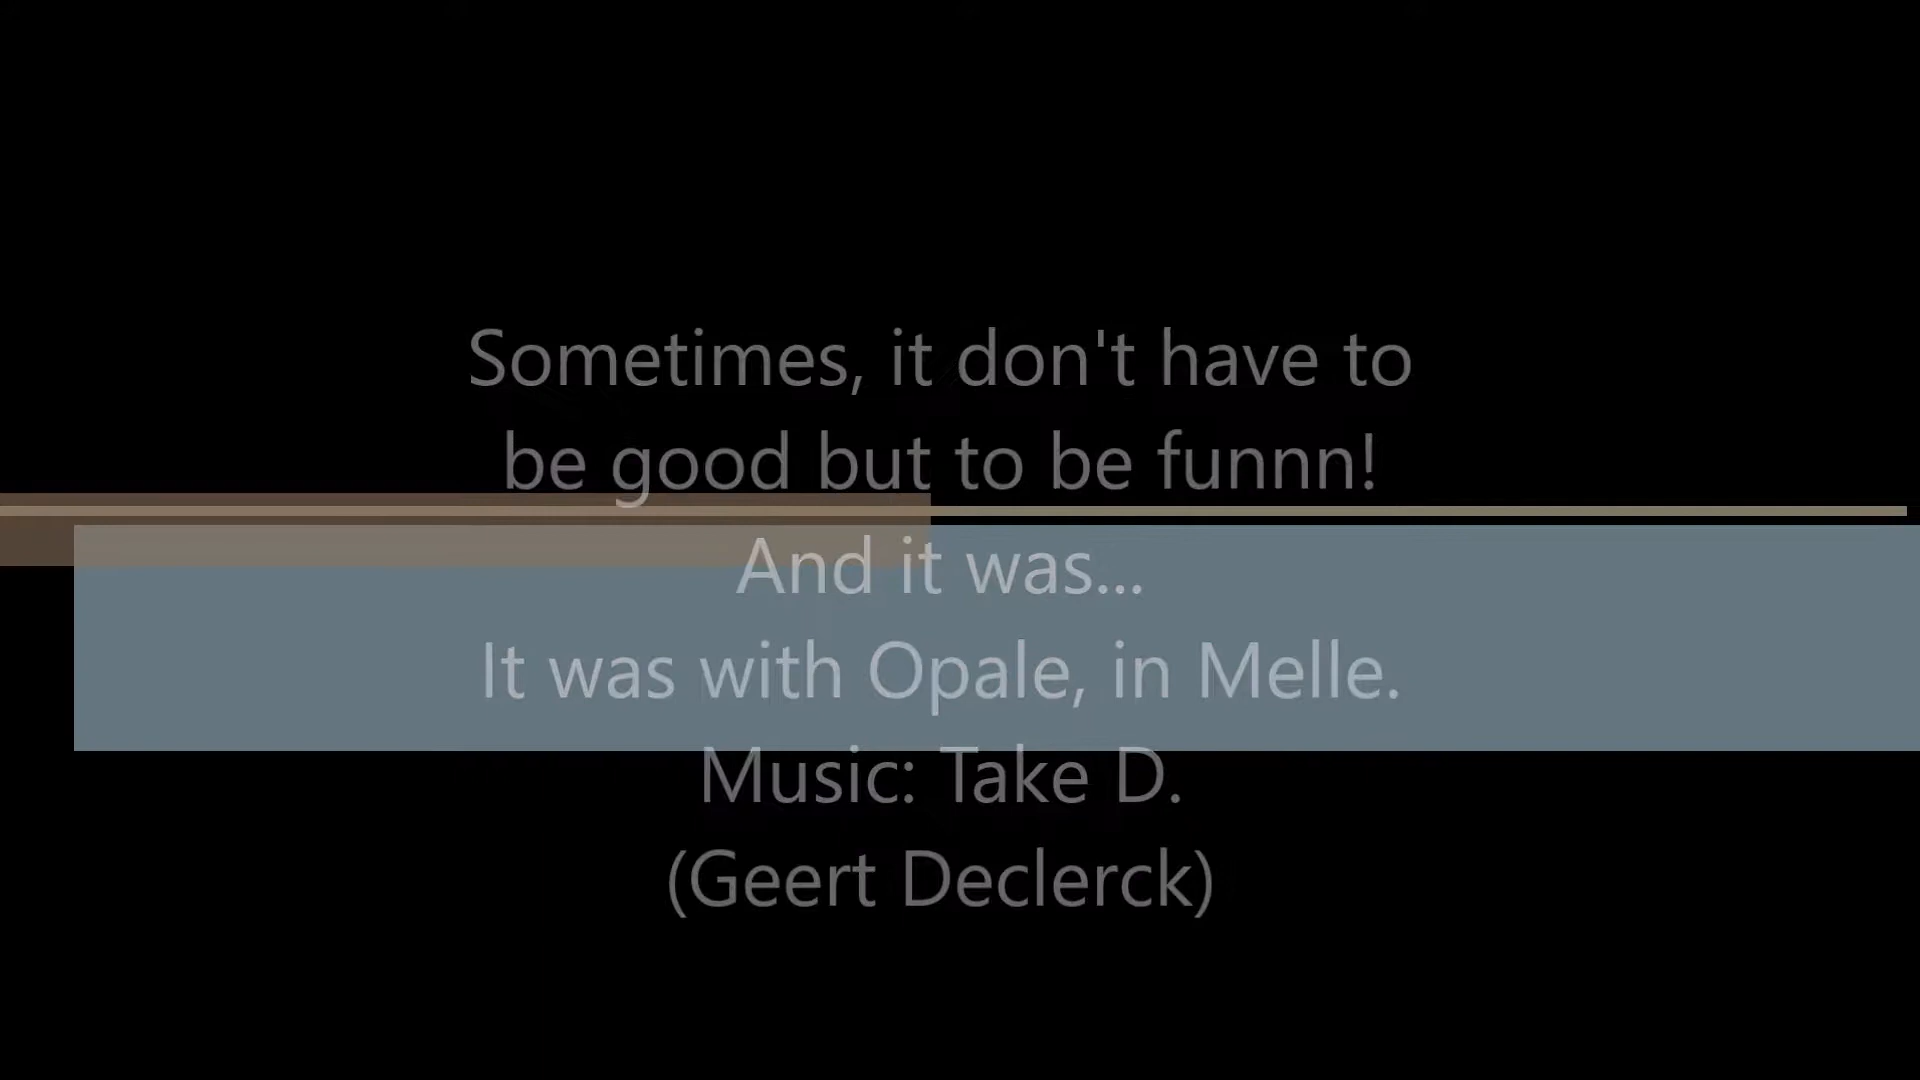 Sometimes, it don't have to
be good but to be funnn!
And it was...
It was with Opale, in Melle.
Music: Take D.
(Geert Declerck)